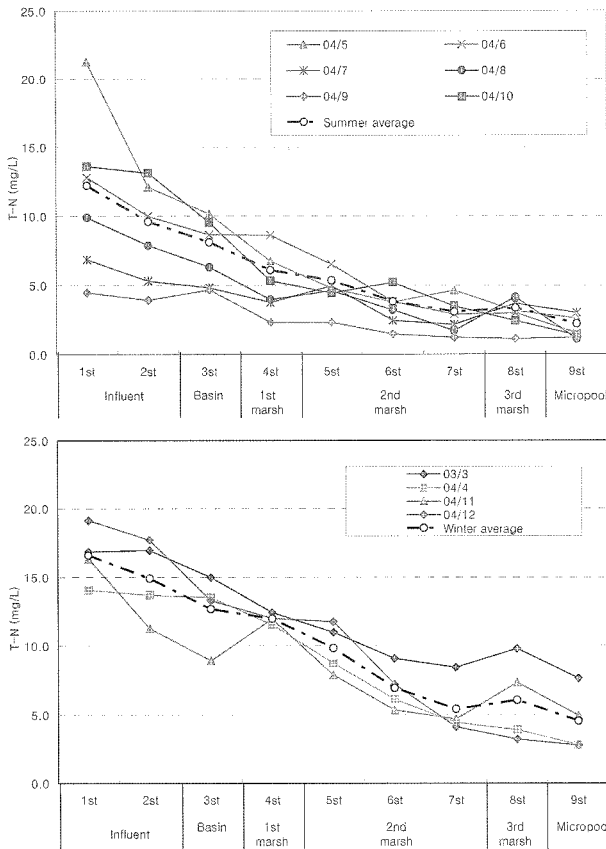 25.0
20.0
15.0
10.0
5.0
0.0
T-N (mg/L)
04/5
04/6
04/7
04/8
04/9
04/10
Summer average
1st 2st 3st 4st 5st 6st 7st 8st 9st
Influent Basin 1st marsh 2nd marsh 3rd marsh Micropool
25.0
20.0
15.0
10.0
5.0
0.0
T-N (mg/L)
03/3
04/4
04/11
04/12
Winter average
1st 2st 3st 4st 5st 6st 7st 8st 9st
Influent Basin 1st marsh 2nd marsh 3rd marsh Micropool